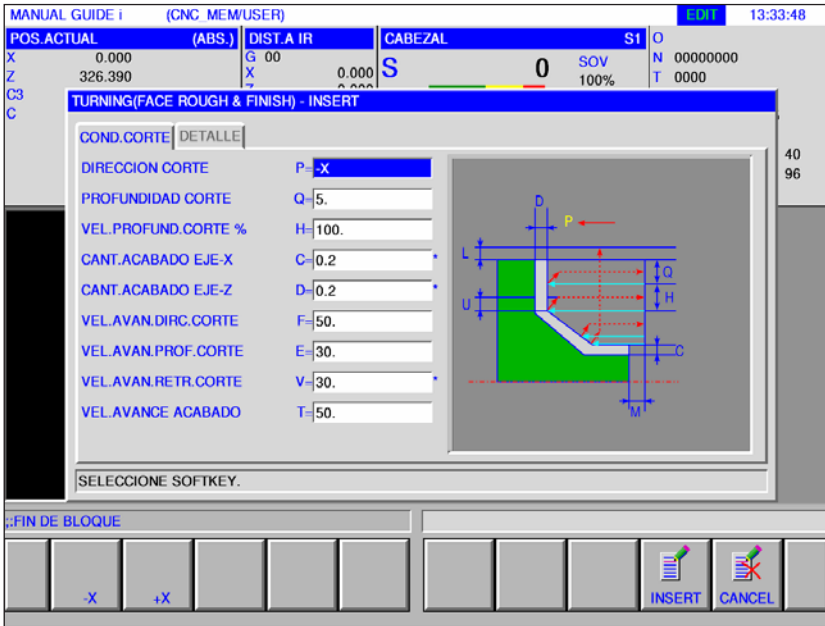 MANUAL GUIDE i (CNC_MEM/USER) EDIT 13:33:48
POS.ACTUAL (ABS.) DIST.A IR CABEZAL S1 O
X 0.000 G 00 N 00000000
Z 326.390 X 0.000 S 0 SOV 100% T 0000
C3
C
TURNING(FACE ROUGH & FINISH) - INSERT
COND.CORTE DETALLE
DIRECCION CORTE P= -X
PROFUNDIDAD CORTE Q= 5.
VEL.PROFUND.CORTE % H= 100.
CANT.ACABADO EJE-X C= 0.2 *
CANT.ACABADO EJE-Z D= 0.2 *
VEL.AVAN.DIRC.CORTE F= 50.
VEL.AVAN.PROF.CORTE E= 30.
VEL.AVAN.RETR.CORTE V= 30. *
VEL.AVANCE ACABADO T= 50.
D
P
L
Q
U
H
C
M
40
96
SELECCIONE SOFTKEY.
;:FIN DE BLOQUE
-X +X INSERT CANCEL